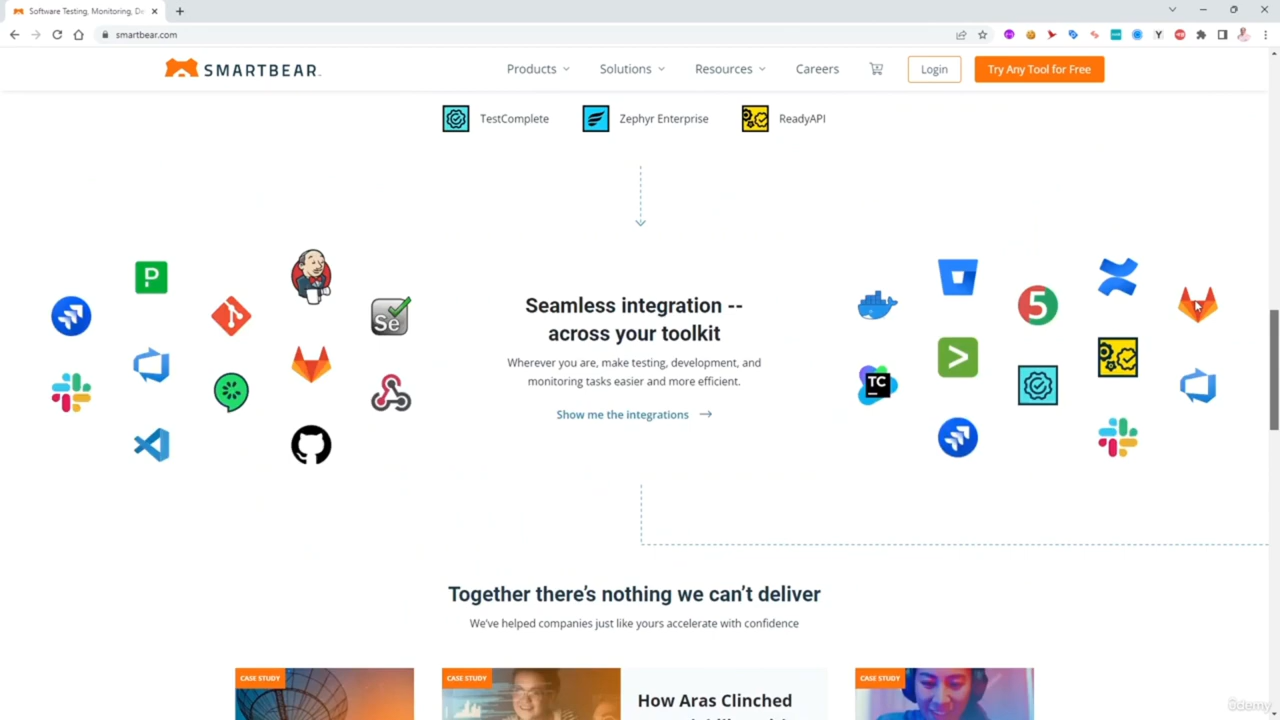 Software Testing, Monitoring, De
smartbear.com
SMARTBEAR
Products
Solutions
Resources
Careers
Login
Try Any Tool for Free
TestComplete
Zephyr Enterprise
ReadyAPI
P
Se
5
TC
Seamless integration --
across your toolkit
Wherever you are, make testing, development, and
monitoring tasks easier and more efficient.
Show me the integrations
Together there's nothing we can't deliver
We've helped companies just like yours accelerate with confidence
CASE STUDY
CASE STUDY
How Aras Clinched
CASE STUDY
ûdemy